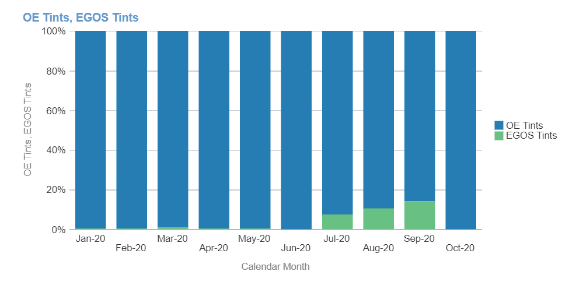 OE Tints, EGOS Tints
100%
80%
60%
40%
20%
0%
OE Tints, EGOS Tints
Jan-20
Feb-20
Mar-20
Apr-20
May-20
Jun-20
Jul-20
Aug-20
Sep-20
Oct-20
Calendar Month
OE Tints
EGOS Tints